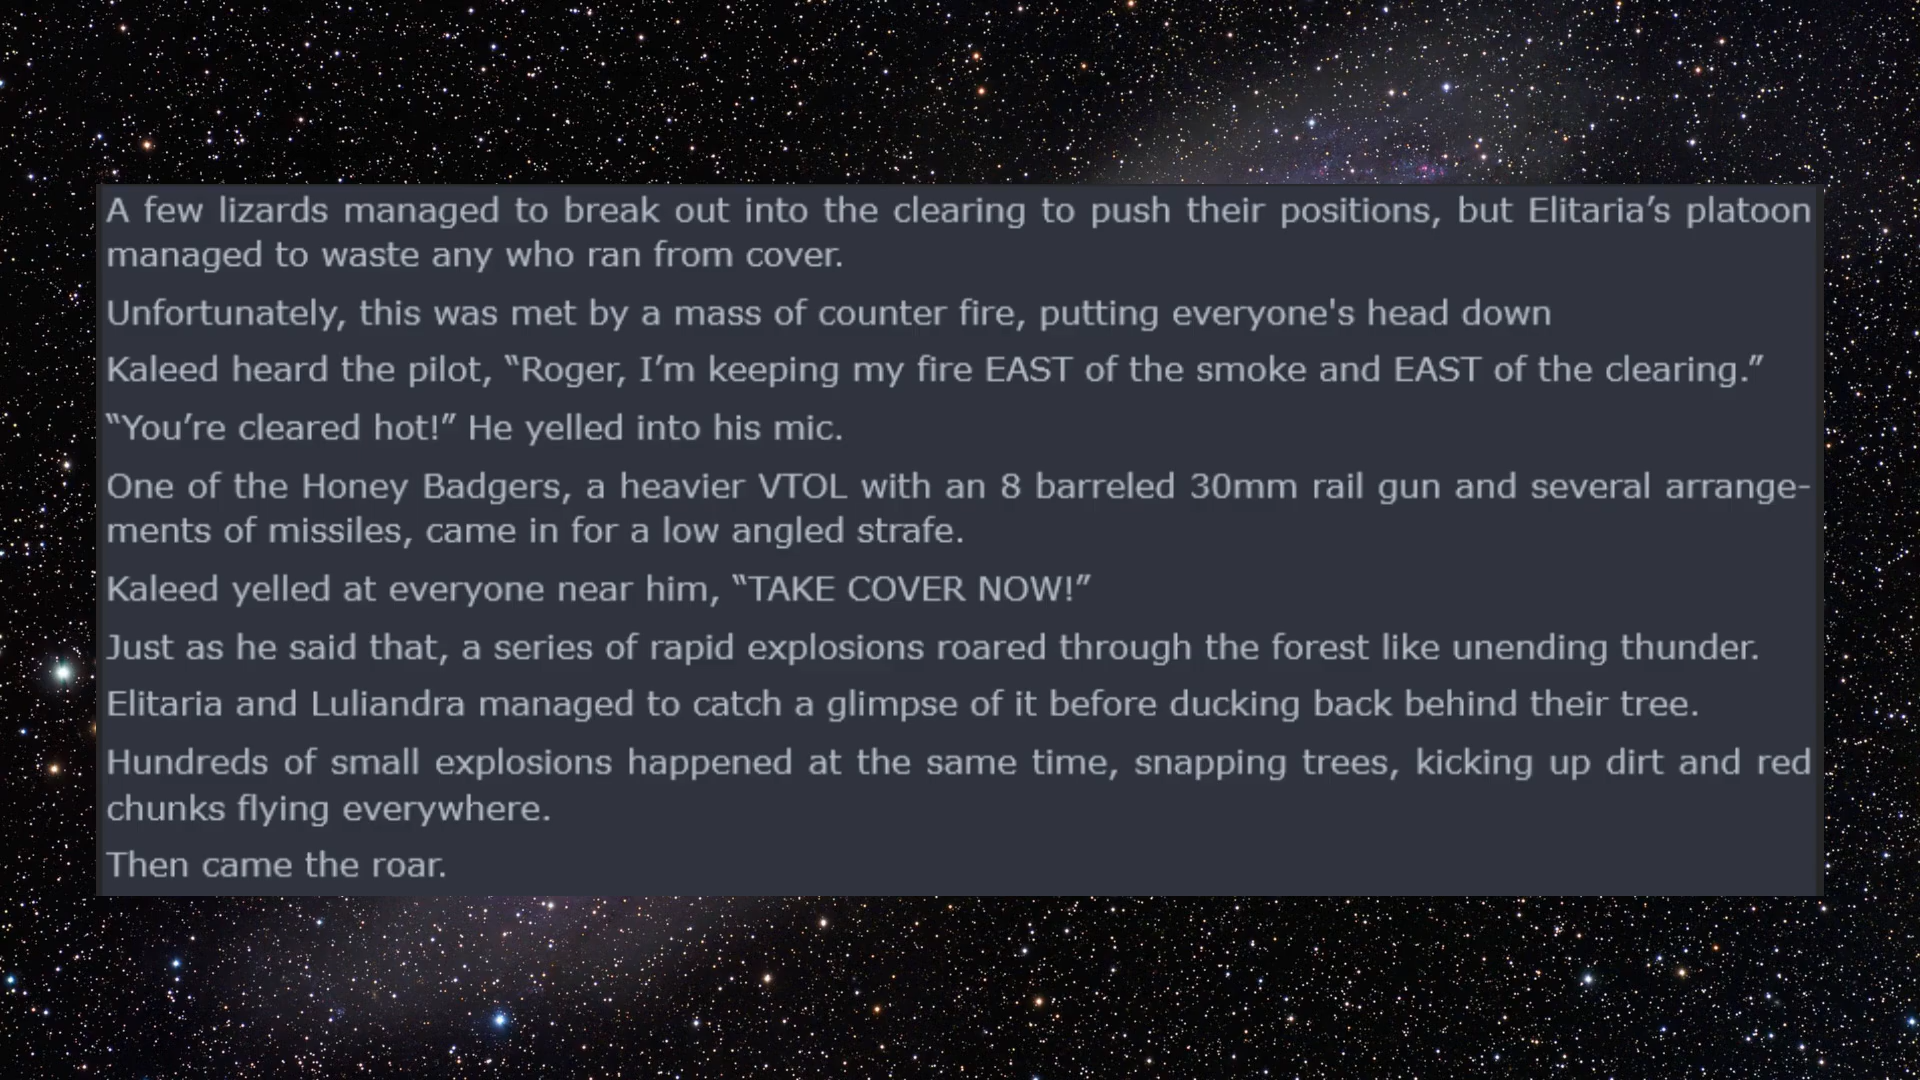 A few lizards managed to break out into the clearing to push their positions, but Elitaria’s platoon
managed to waste any who ran from cover.
Unfortunately, this was met by a mass of counter fire, putting everyone's head down
Kaleed heard the pilot, “Roger, I’m keeping my fire EAST of the smoke and EAST of the clearing.”
“You’re cleared hot!” He yelled into his mic.
One of the Honey Badgers, a heavier VTOL with an 8 barreled 30mm rail gun and several arrange-
ments of missiles, came in for a low angled strafe.
Kaleed yelled at everyone near him, “TAKE COVER NOW!”
Just as he said that, a series of rapid explosions roared through the forest like unending thunder.
Elitaria and Luliandra managed to catch a glimpse of it before ducking back behind their tree.
Hundreds of small explosions happened at the same time, snapping trees, kicking up dirt and red
chunks flying everywhere.
Then came the roar.